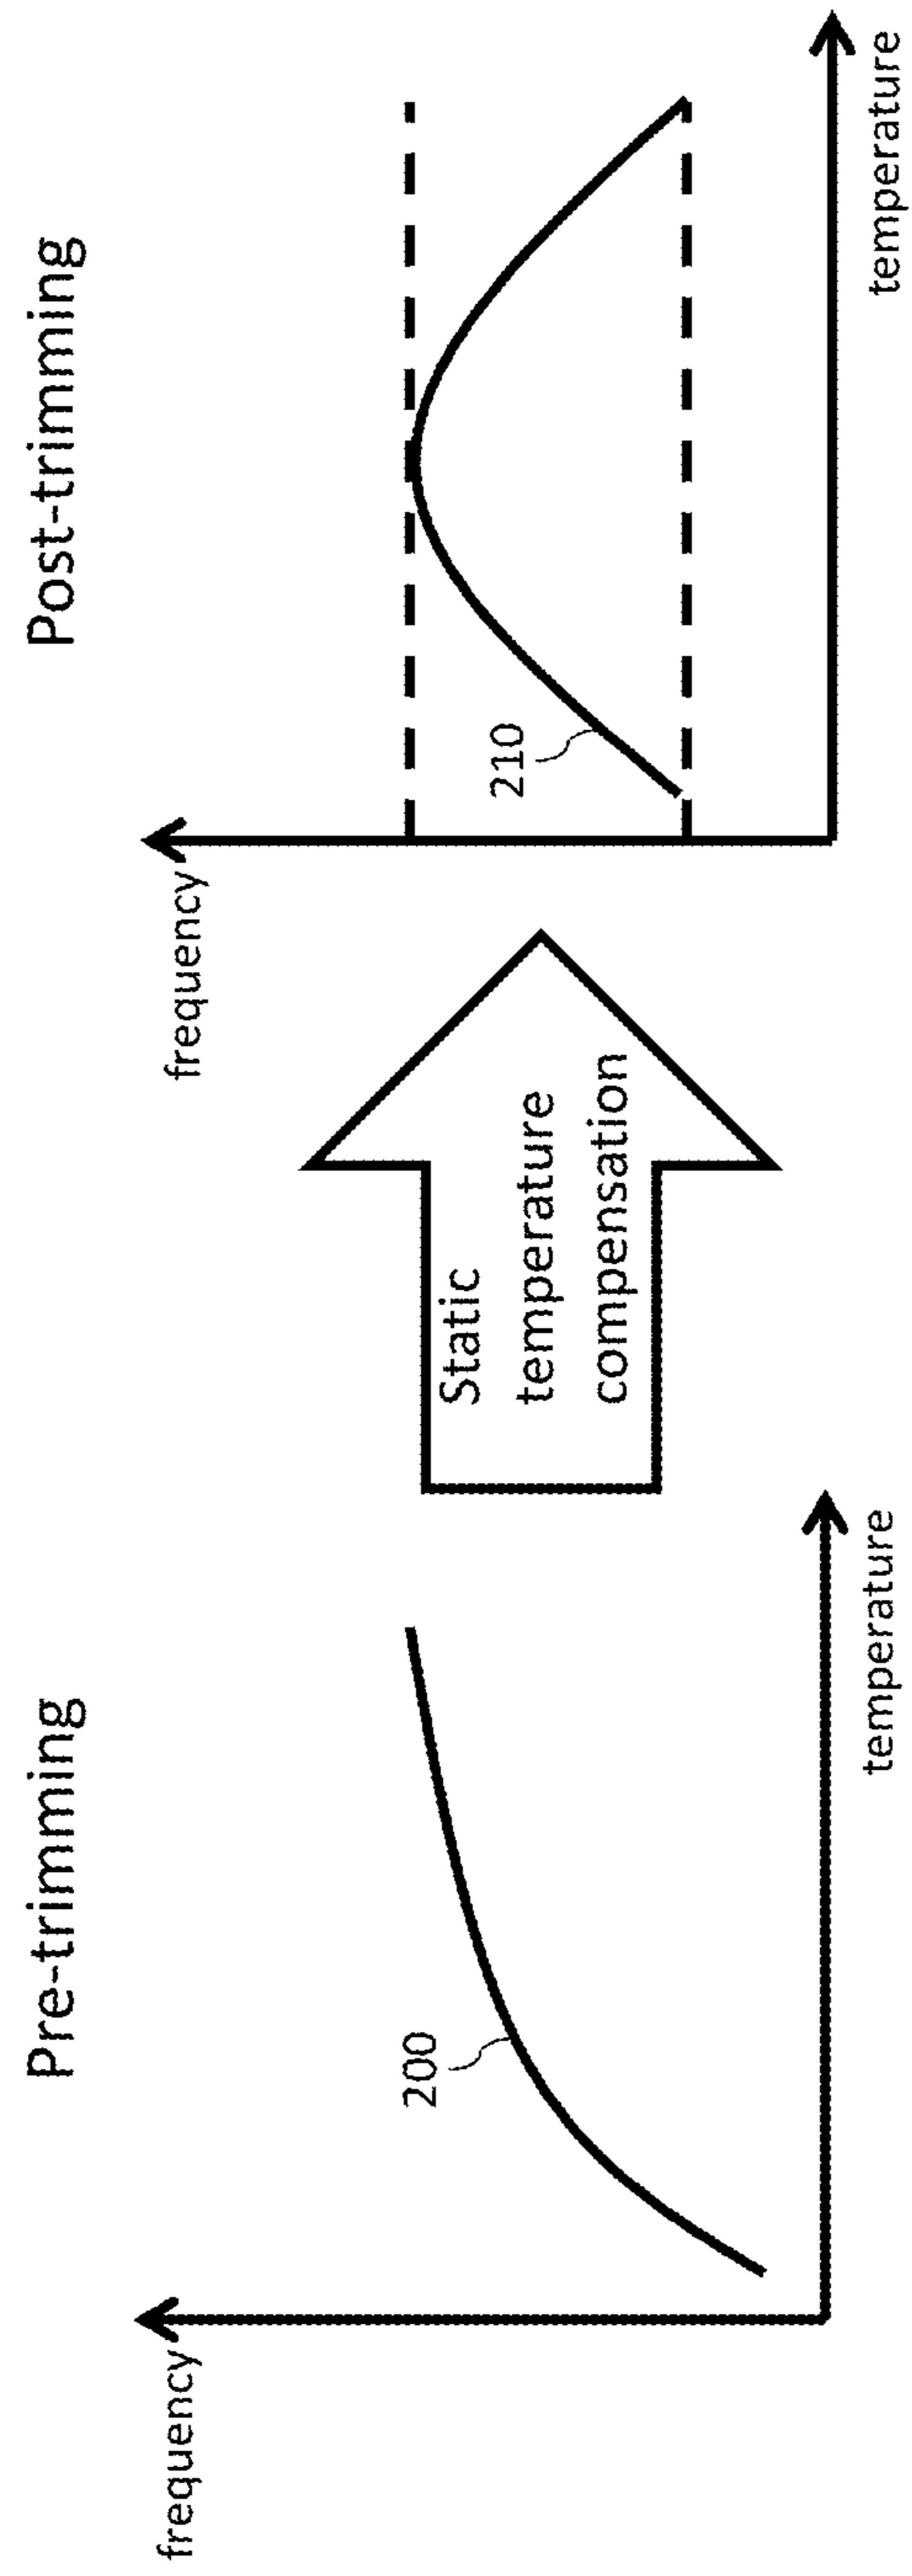 Pre-trimming
frequency
200
temperature
Static
temperature
compensation
Post-trimming
frequency
210
temperature